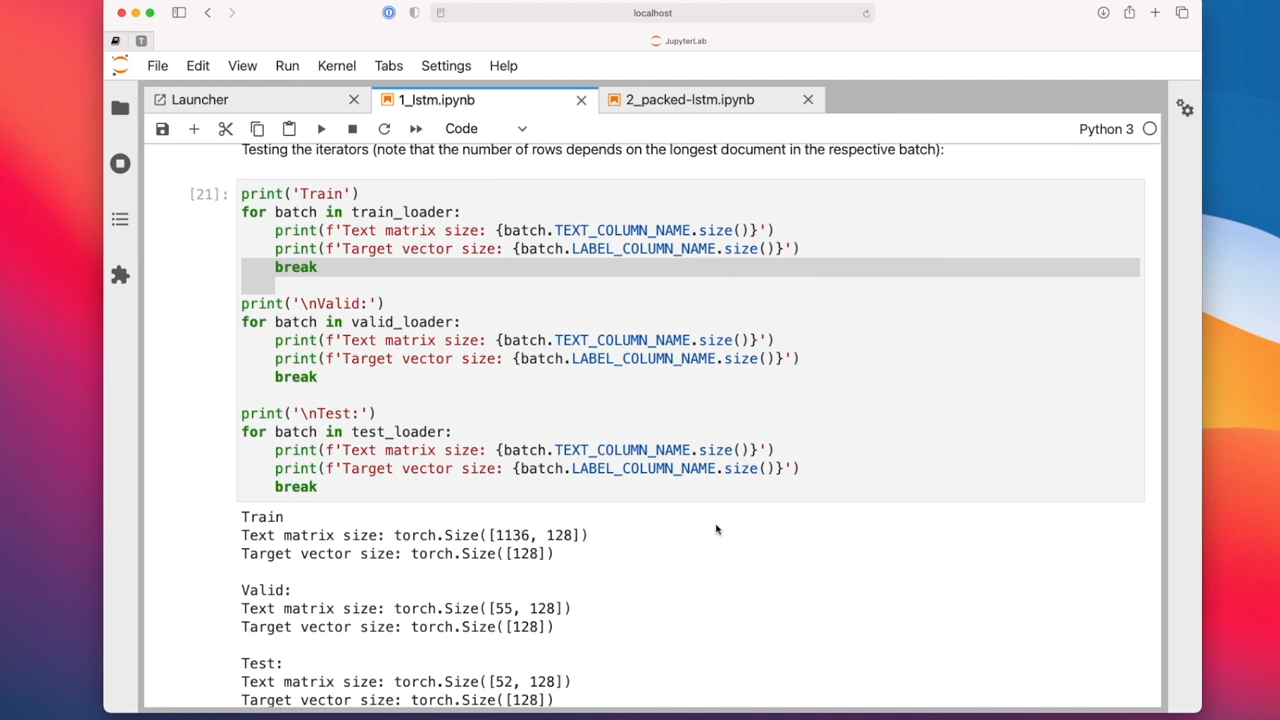 localhost
T
JupyterLab
File Edit View Run Kernel Tabs Settings Help
Launcher 1_lstm.ipynb 2_packed-lstm.ipynb
Code Python 3
Testing the iterators (note that the number of rows depends on the longest document in the respective batch):
[21]: print('Train')
for batch in train_loader:
    print(f'Text matrix size: {batch.TEXT_COLUMN_NAME.size()}')
    print(f'Target vector size: {batch.LABEL_COLUMN_NAME.size()}')
    break
print('\nValid:')
for batch in valid_loader:
    print(f'Text matrix size: {batch.TEXT_COLUMN_NAME.size()}')
    print(f'Target vector size: {batch.LABEL_COLUMN_NAME.size()}')
    break
print('\nTest:')
for batch in test_loader:
    print(f'Text matrix size: {batch.TEXT_COLUMN_NAME.size()}')
    print(f'Target vector size: {batch.LABEL_COLUMN_NAME.size()}')
    break
Train
Text matrix size: torch.Size([1136, 128])
Target vector size: torch.Size([128])
Valid:
Text matrix size: torch.Size([55, 128])
Target vector size: torch.Size([128])
Test:
Text matrix size: torch.Size([52, 128])
Target vector size: torch.Size([128])